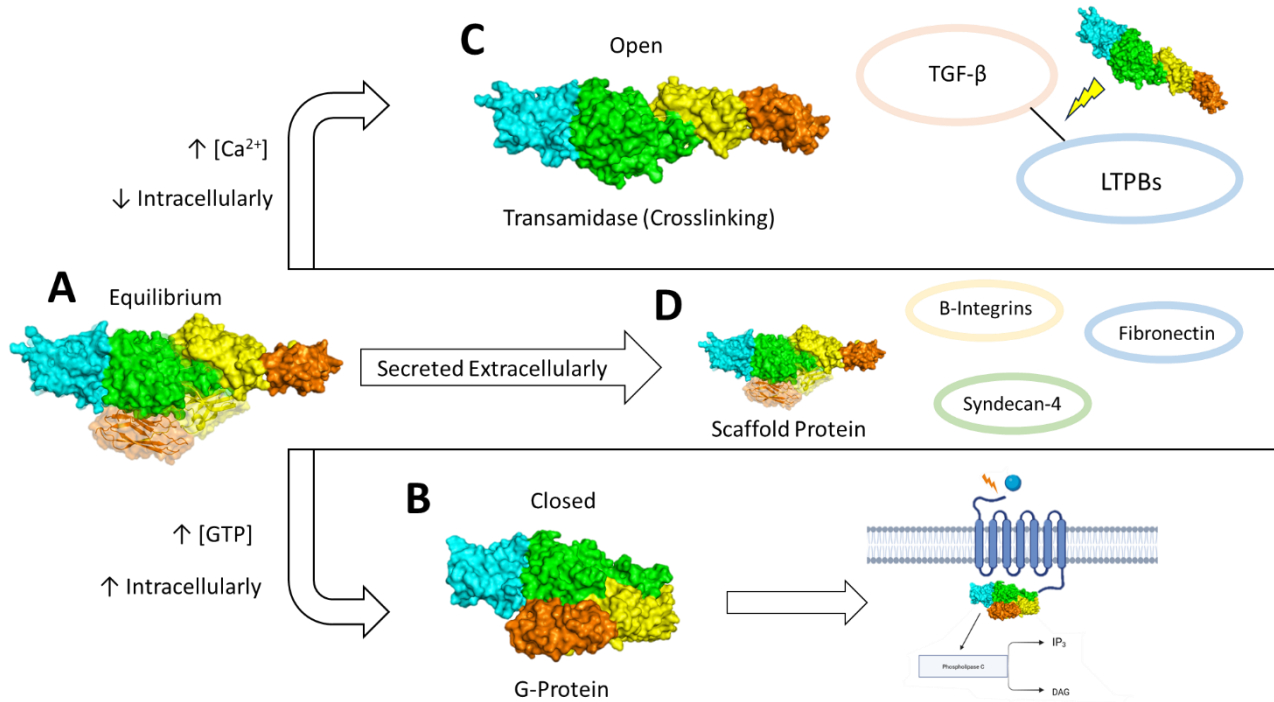 C
Open
TGF-β
↑ [Ca²⁺]
↓ Intracellularly
LTPBs
Transamidase (Crosslinking)
A
Equilibrium
D
B-Integrins
Fibronectin
Secreted Extracellularly
Syndecan-4
Scaffold Protein
B
Closed
↑ [GTP]
↑ Intracellularly
G-Protein
IP₃
Phospholipase C
DAG